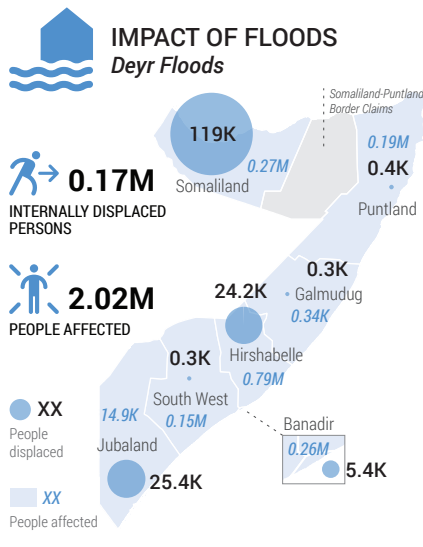 IMPACT OF FLOODS
Deyr Floods
Somaliland-Puntland
Border Claims
119K
0.27M
Somaliland
0.19M
0.4K
Puntland
0.17M
INTERNALLY DISPLACED
PERSONS
2.02M
PEOPLE AFFECTED
0.3K
Galmudug
0.34K
24.2K
Hirshabelle
0.79M
0.3K
South West
0.15M
XX
People
displaced
14.9K
Jubaland
25.4K
Banadir
0.26M
5.4K
XX
People affected